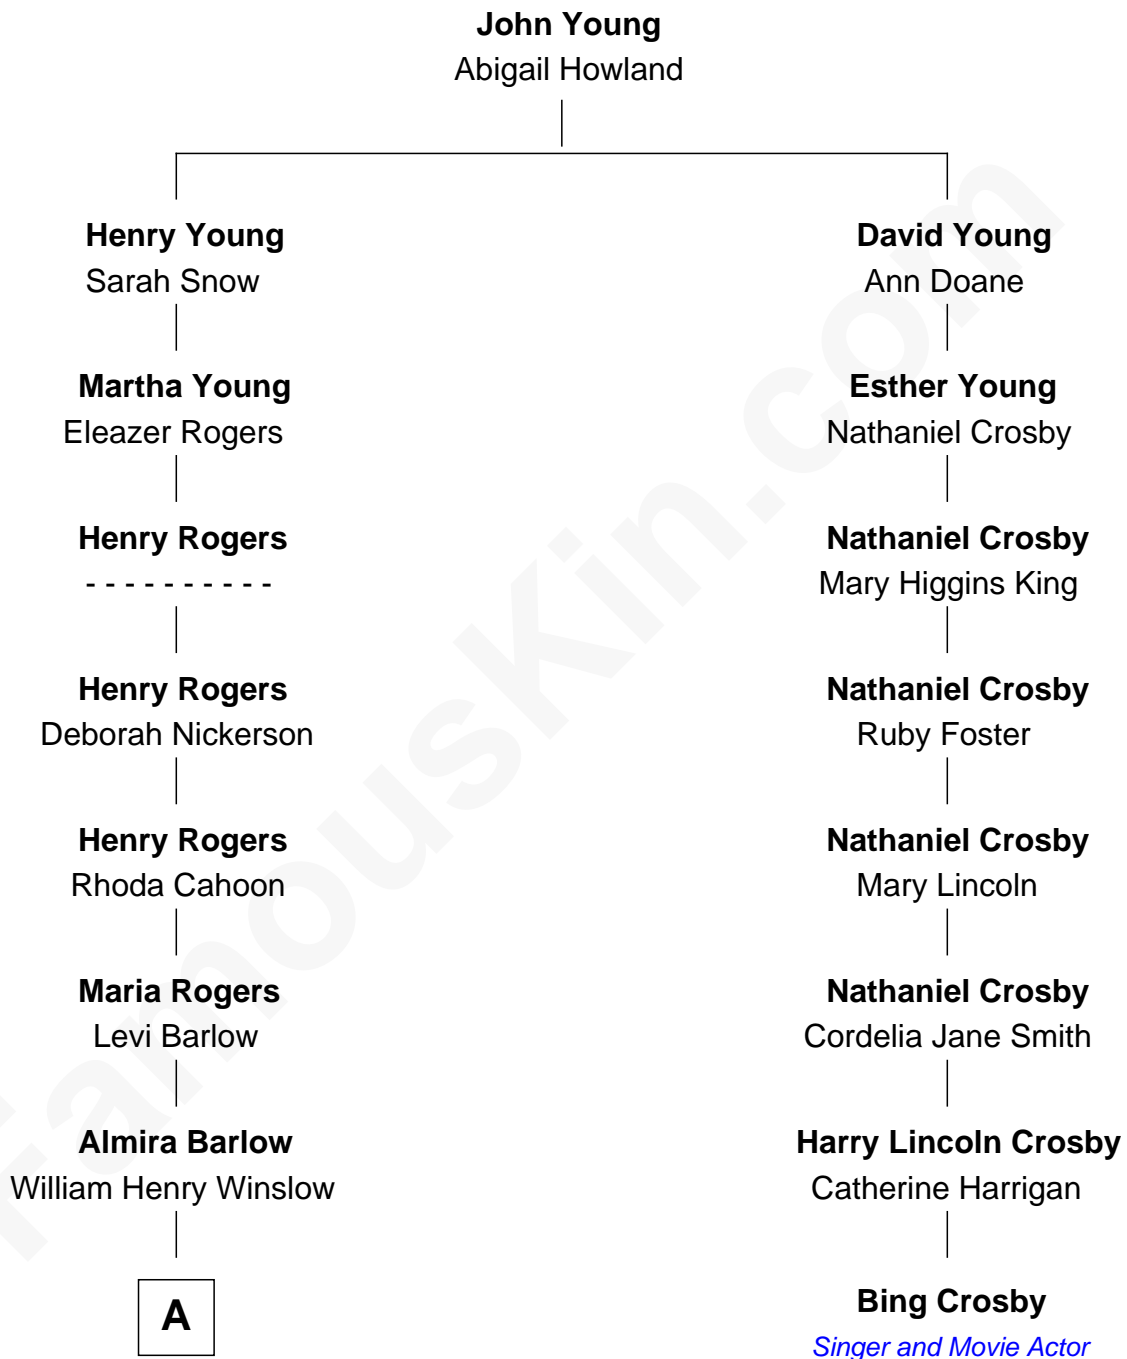 John Young
Abigail Howland
Henry Young
Sarah Snow
David Young
Ann Doane
Martha Young
Eleazer Rogers
Esther Young
Nathaniel Crosby
Henry Rogers
- - - - - - - - - -
Nathaniel Crosby
Mary Higgins King
Henry Rogers
Deborah Nickerson
Nathaniel Crosby
Ruby Foster
Henry Rogers
Rhoda Cahoon
Nathaniel Crosby
Mary Lincoln
Maria Rogers
Levi Barlow
Nathaniel Crosby
Cordelia Jane Smith
Almira Barlow
William Henry Winslow
Harry Lincoln Crosby
Catherine Harrigan
A
Bing Crosby
Singer and Movie Actor
FamousKin.com